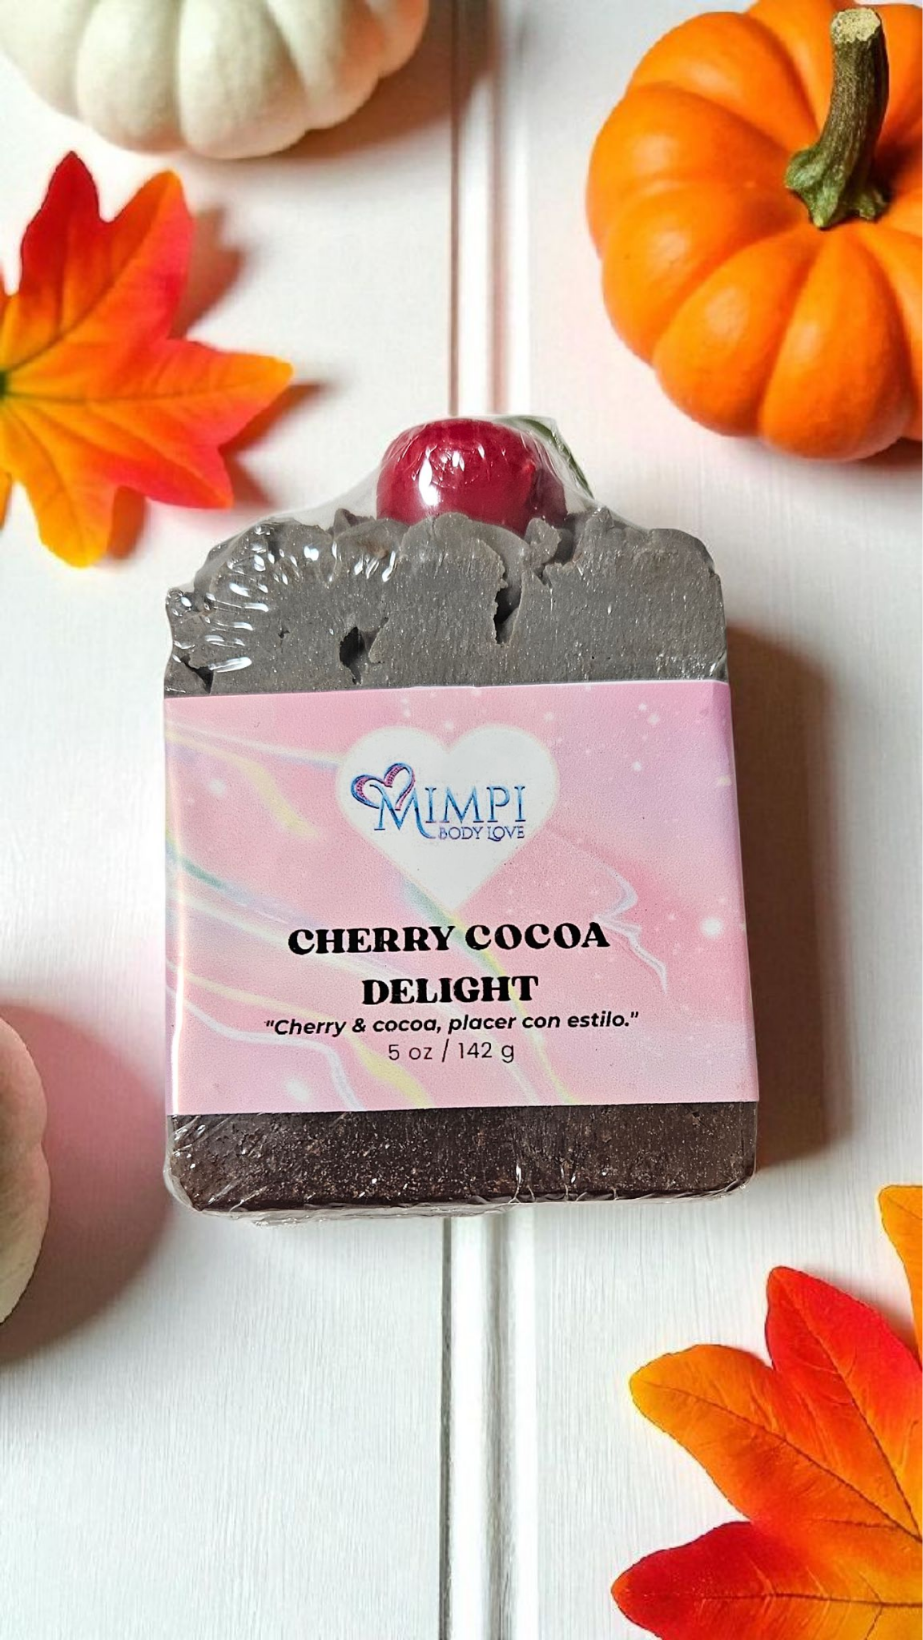 MIMPI
BODY LOVE
CHERRY COCOA
DELIGHT
"Cherry & cocoa, placer con estilo."
5 oz / 142 g